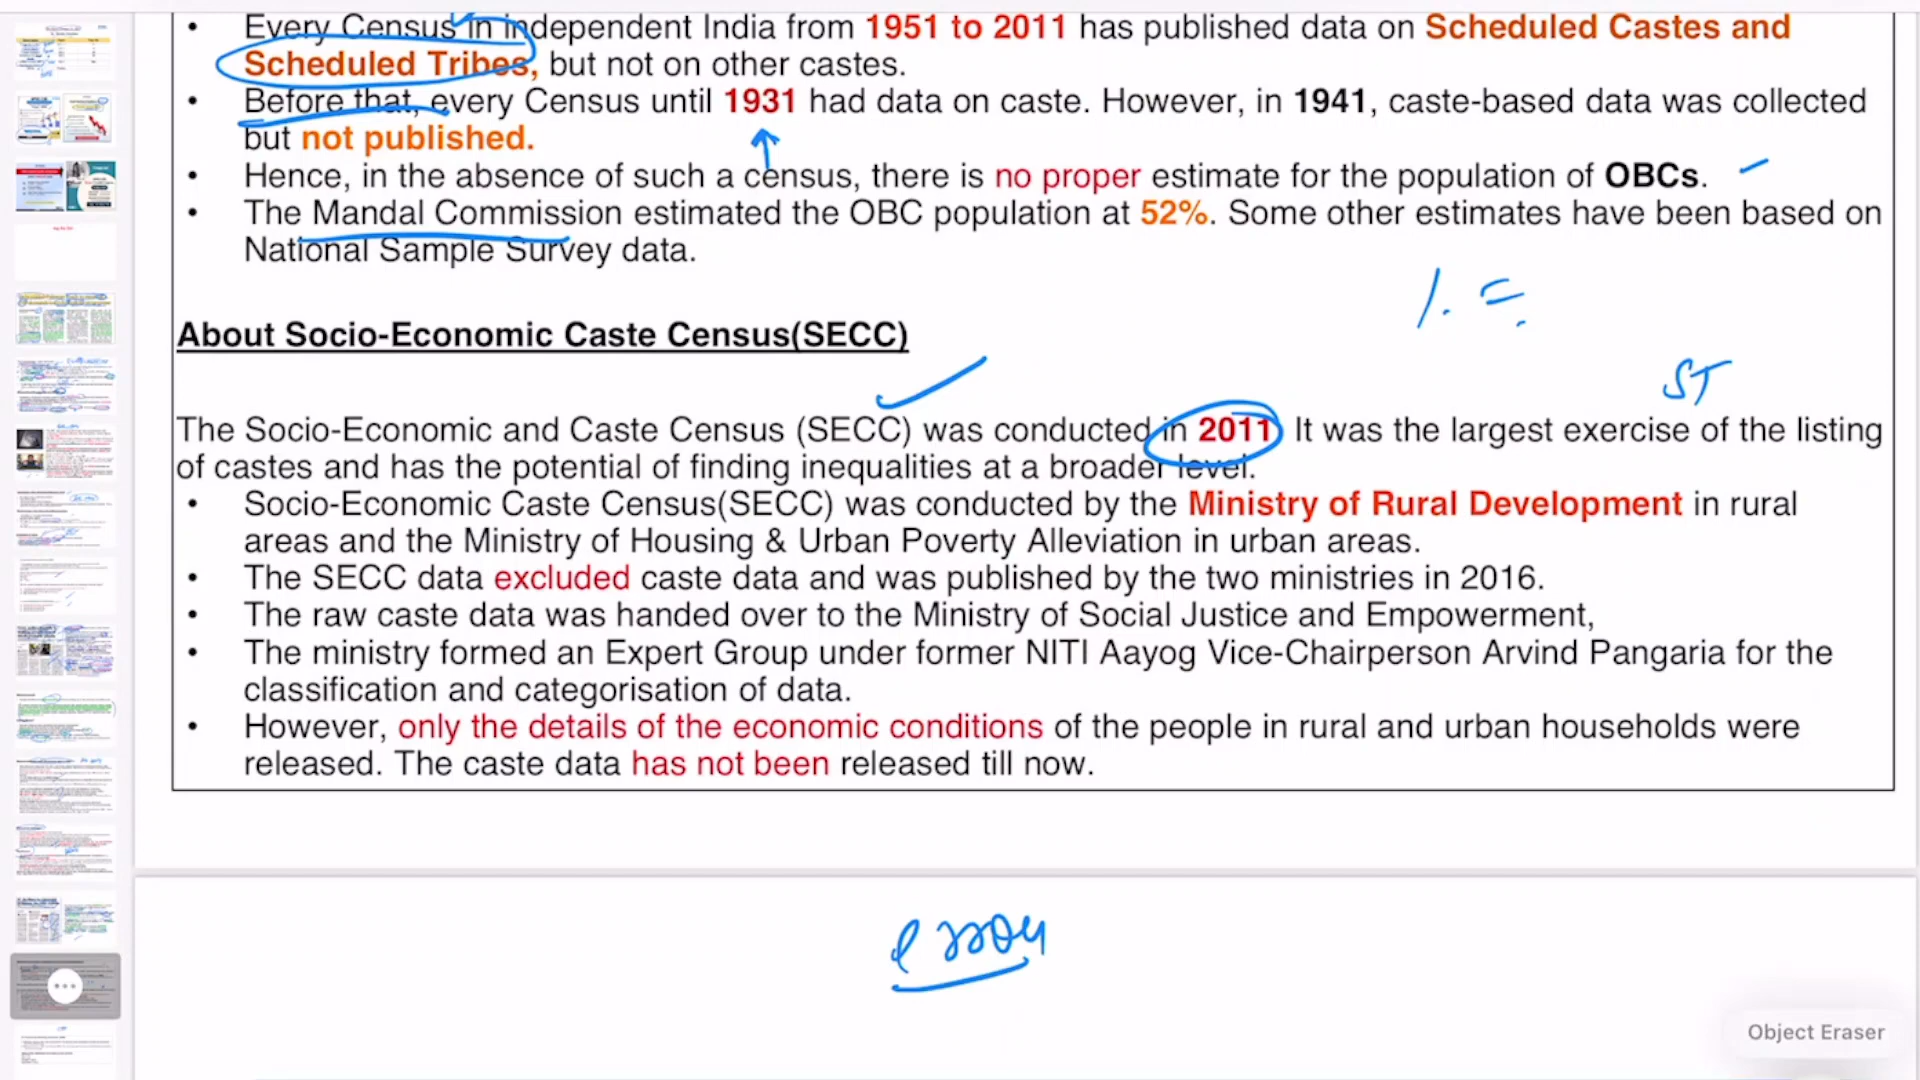 • Every Census in independent India from 1951 to 2011 has published data on Scheduled Castes and
Scheduled Tribes, but not on other castes.
• Before that, every Census until 1931 had data on caste. However, in 1941, caste-based data was collected
but not published.
• Hence, in the absence of such a census, there is no proper estimate for the population of OBCs.
• The Mandal Commission estimated the OBC population at 52%. Some other estimates have been based on
National Sample Survey data.
About Socio-Economic Caste Census(SECC)
ST
The Socio-Economic and Caste Census (SECC) was conducted in 2011 It was the largest exercise of the listing
of castes and has the potential of finding inequalities at a broader level.
• Socio-Economic Caste Census(SECC) was conducted by the Ministry of Rural Development in rural
areas and the Ministry of Housing & Urban Poverty Alleviation in urban areas.
• The SECC data excluded caste data and was published by the two ministries in 2016.
• The raw caste data was handed over to the Ministry of Social Justice and Empowerment,
• The ministry formed an Expert Group under former NITI Aayog Vice-Chairperson Arvind Pangaria for the
classification and categorisation of data.
• However, only the details of the economic conditions of the people in rural and urban households were
released. The caste data has not been released till now.
Object Eraser